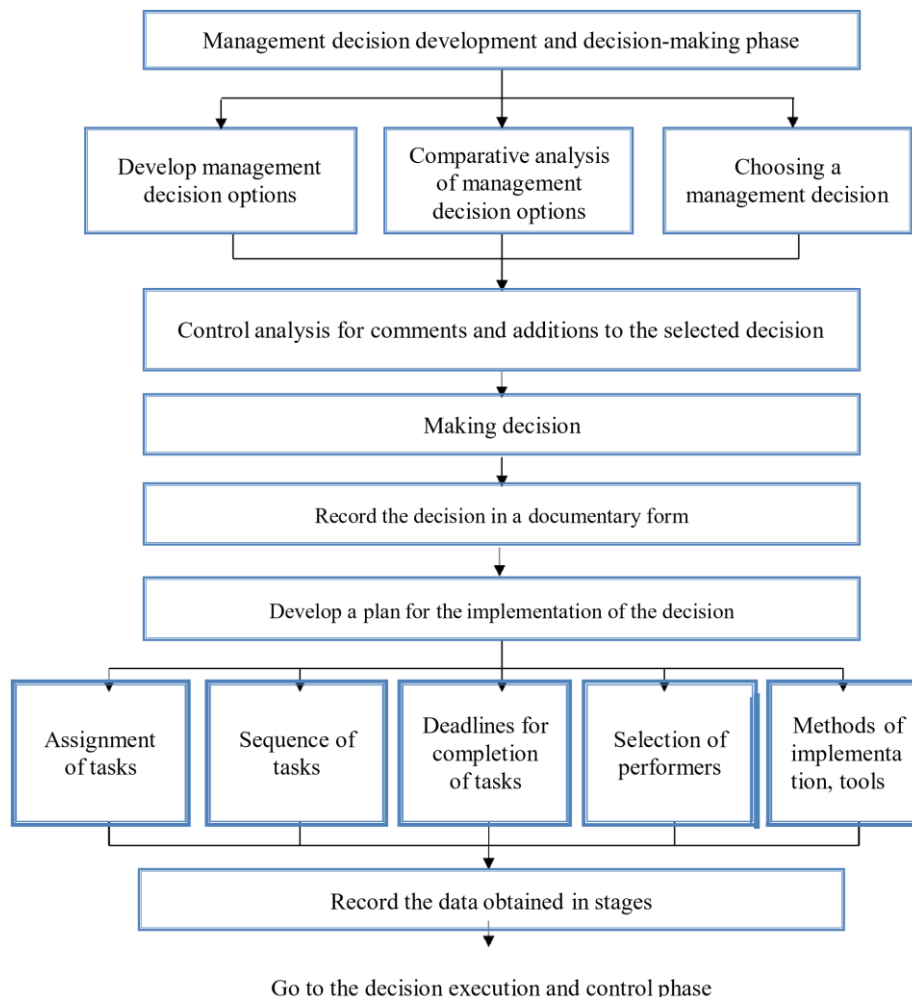 Management decision development and decision-making phase
Develop management
decision options
Comparative analysis
of management
decision options
Choosing a
management decision
Control analysis for comments and additions to the selected decision
Making decision
Record the decision in a documentary form
Develop a plan for the implementation of the decision
Assignment
of tasks
Sequence of
tasks
Deadlines for
completion
of tasks
Selection of
performers
Methods of
implementa
tion, tools
Record the data obtained in stages
Go to the decision execution and control phase